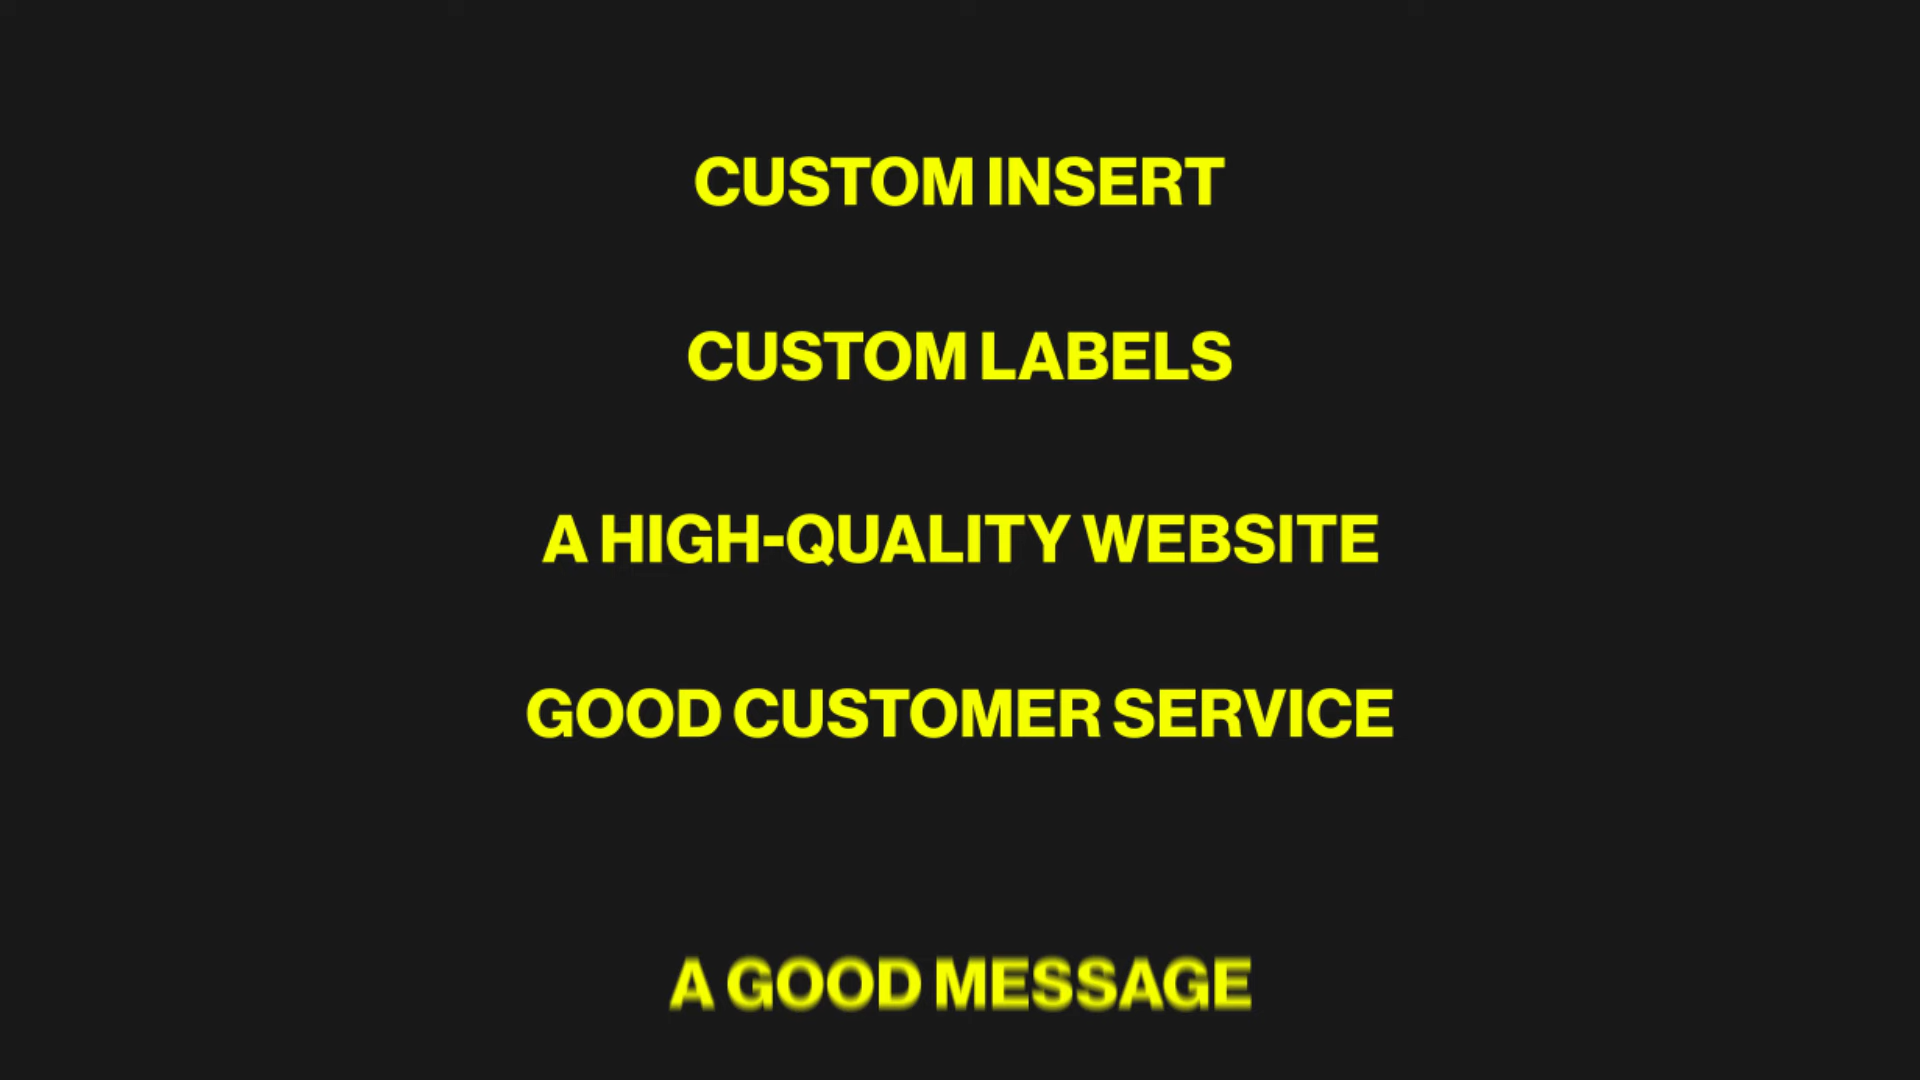 CUSTOM INSERT
CUSTOM LABELS
A HIGH-QUALITY WEBSITE
GOOD CUSTOMER SERVICE
A GOOD MESSAGE